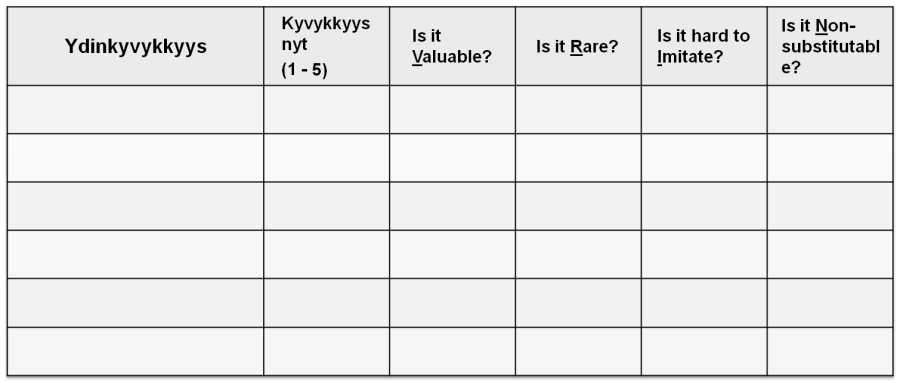 Ydinkyvykkyys
Kyvykkyys
nyt
(1 - 5)
Is it
Valuable?
Is it Rare?
Is it hard to
Imitate?
Is it Non-
substitutabl
e?